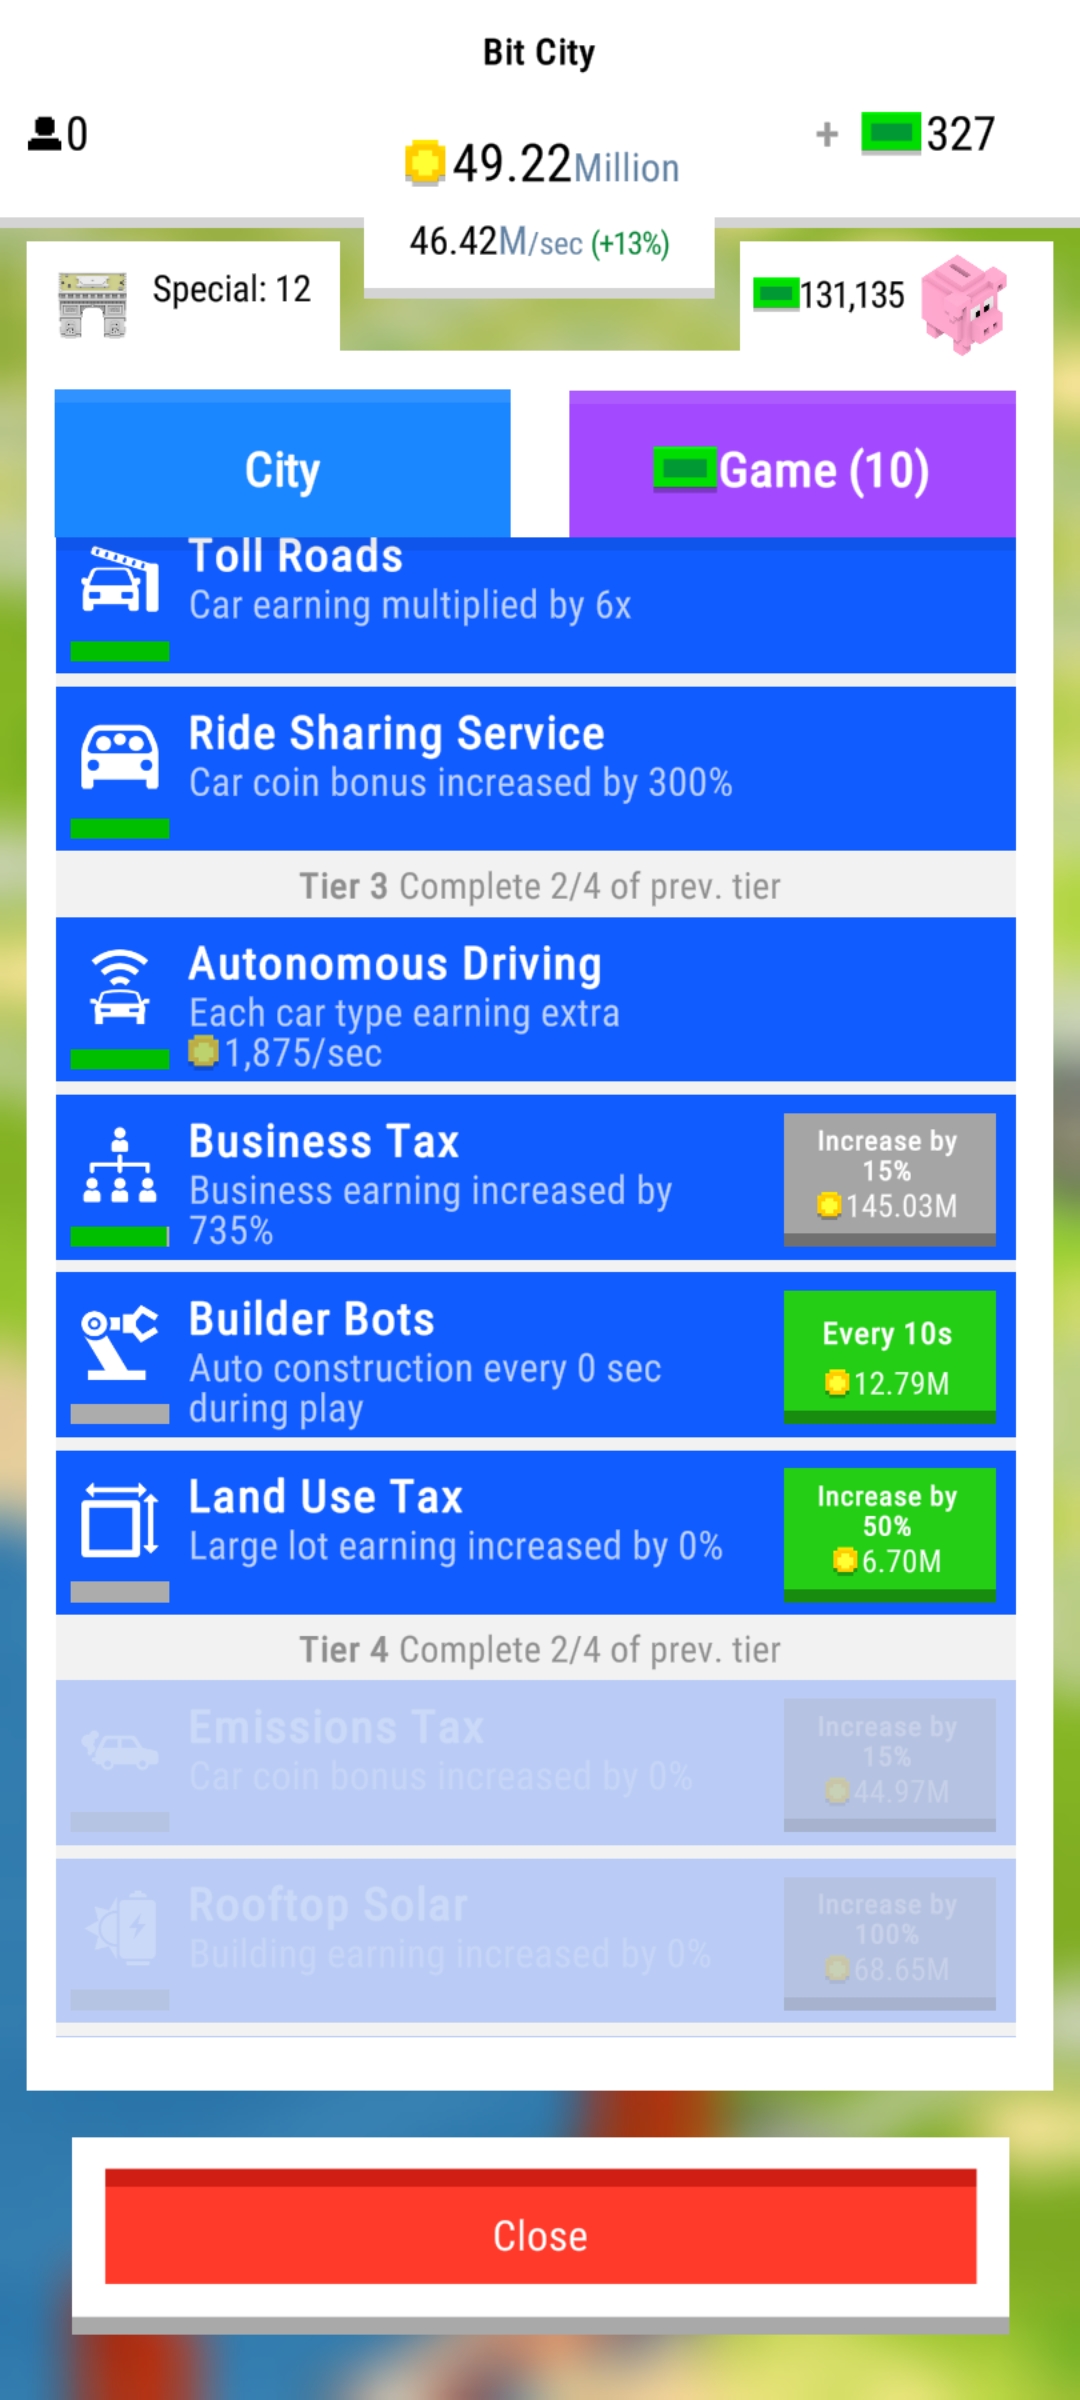 Bit City
0
49.22Million
+ 327
46.42M/sec (+13%)
Special: 12
131,135
City
Game (10)
Toll Roads
Car earning multiplied by 6x
Ride Sharing Service
Car coin bonus increased by 300%
Tier 3 Complete 2/4 of prev. tier
Autonomous Driving
Each car type earning extra
1,875/sec
Business Tax
Business earning increased by
735%
Increase by
15%
145.03M
Builder Bots
Auto construction every 0 sec
during play
Every 10s
12.79M
Land Use Tax
Large lot earning increased by 0%
Increase by
50%
6.70M
Tier 4 Complete 2/4 of prev. tier
Emissions Tax
Car coin bonus increased by 0%
Increase by
15%
44.97M
Rooftop Solar
Building earning increased by 0%
Increase by
100%
68.65M
Close